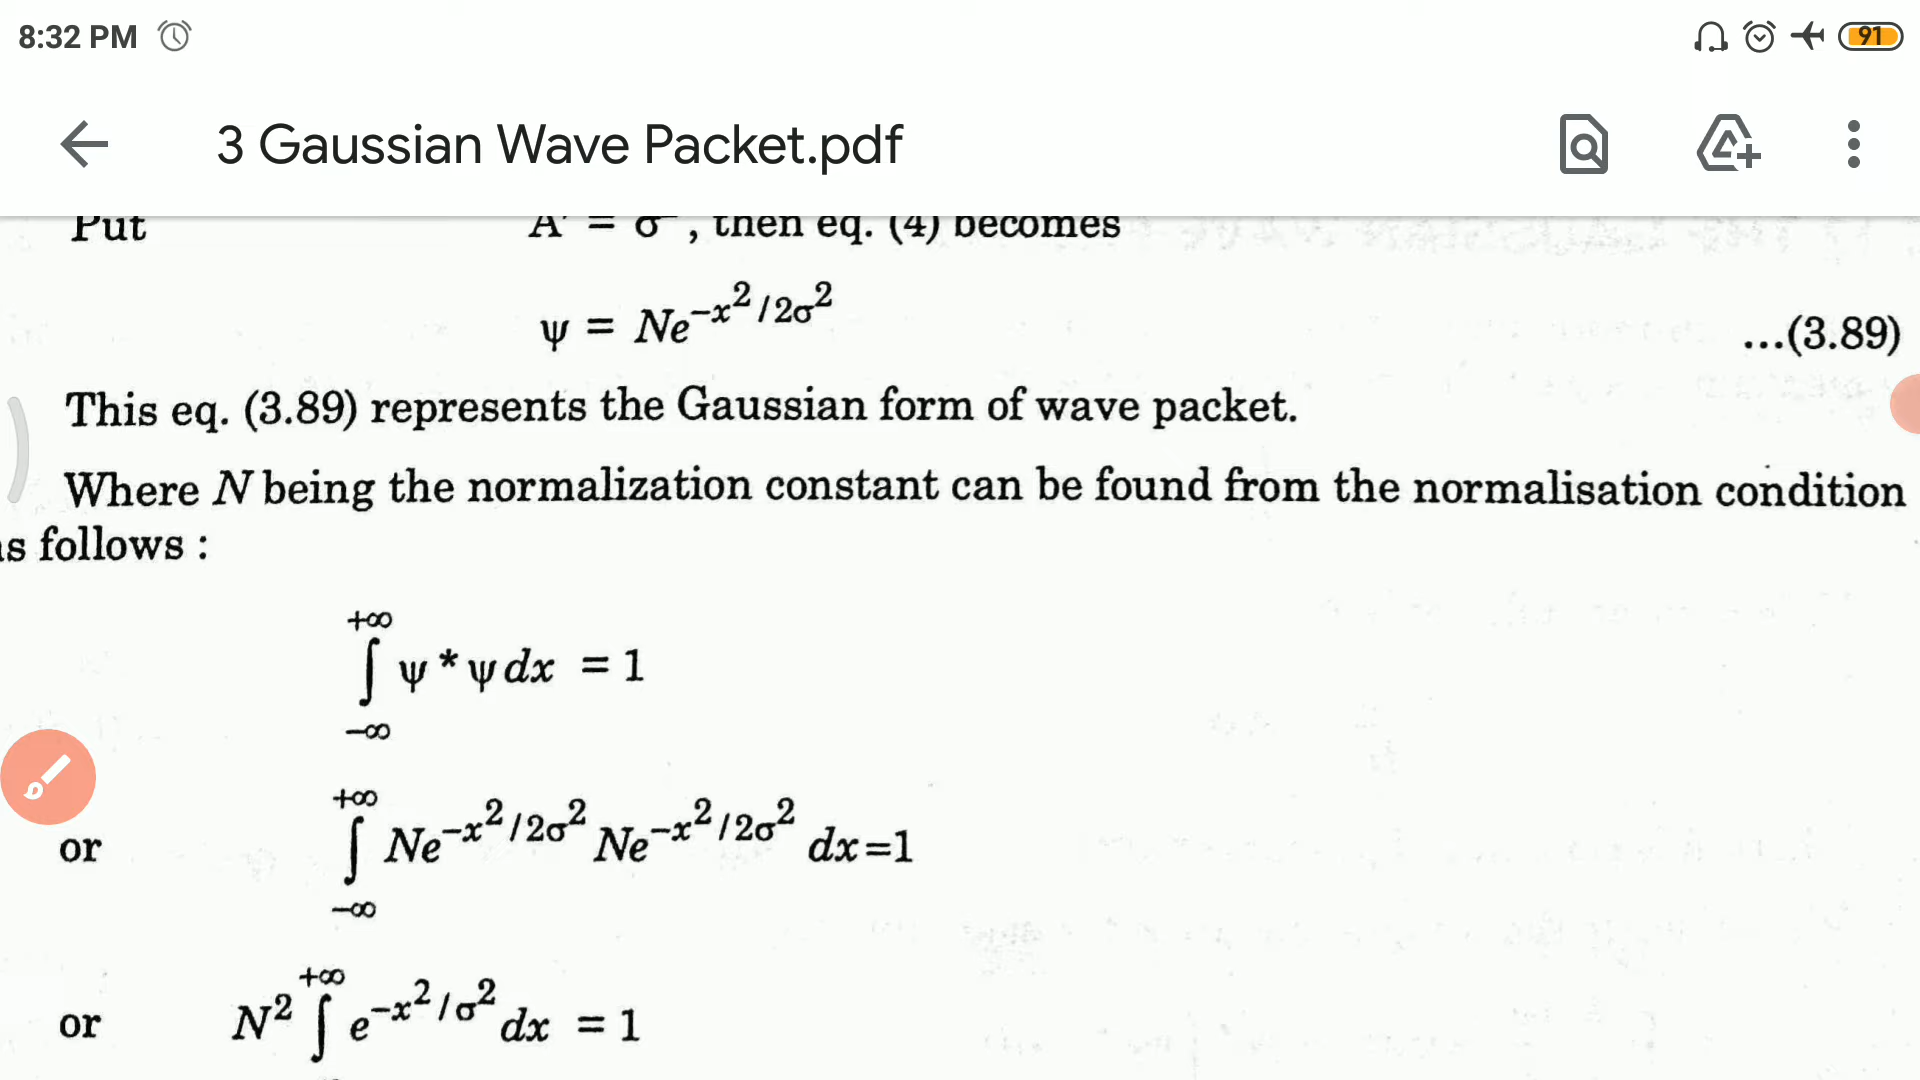 8:32 PM
91
3 Gaussian Wave Packet.pdf
Put A' = σ , then eq. (4) becomes
ψ = Ne^{-x²/2σ²} ...(3.89)
This eq. (3.89) represents the Gaussian form of wave packet.
Where N being the normalization constant can be found from the normalisation condition
s follows :
+∞
∫ ψ * ψ dx = 1
-∞
+∞
or ∫ Ne^{-x²/2σ²} Ne^{-x²/2σ²} dx=1
-∞
+∞
or N² ∫ e^{-x²/σ²} dx = 1